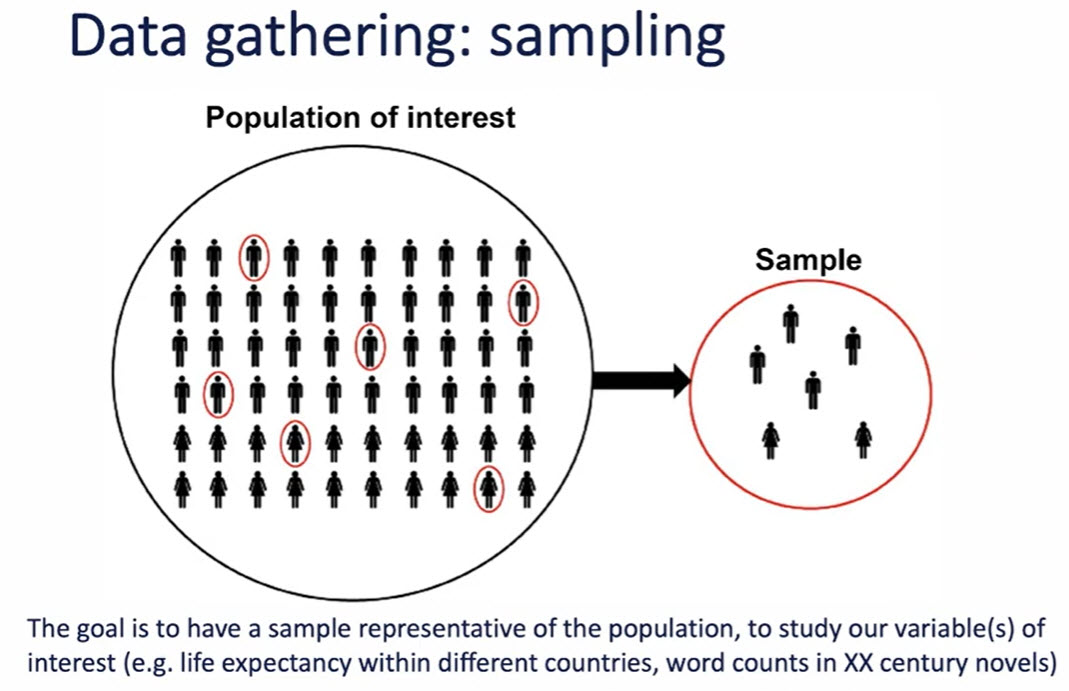 Data gathering: sampling
Population of interest
Sample
The goal is to have a sample representative of the population, to study our variable(s) of
interest (e.g. life expectancy within different countries, word counts in XX century novels)